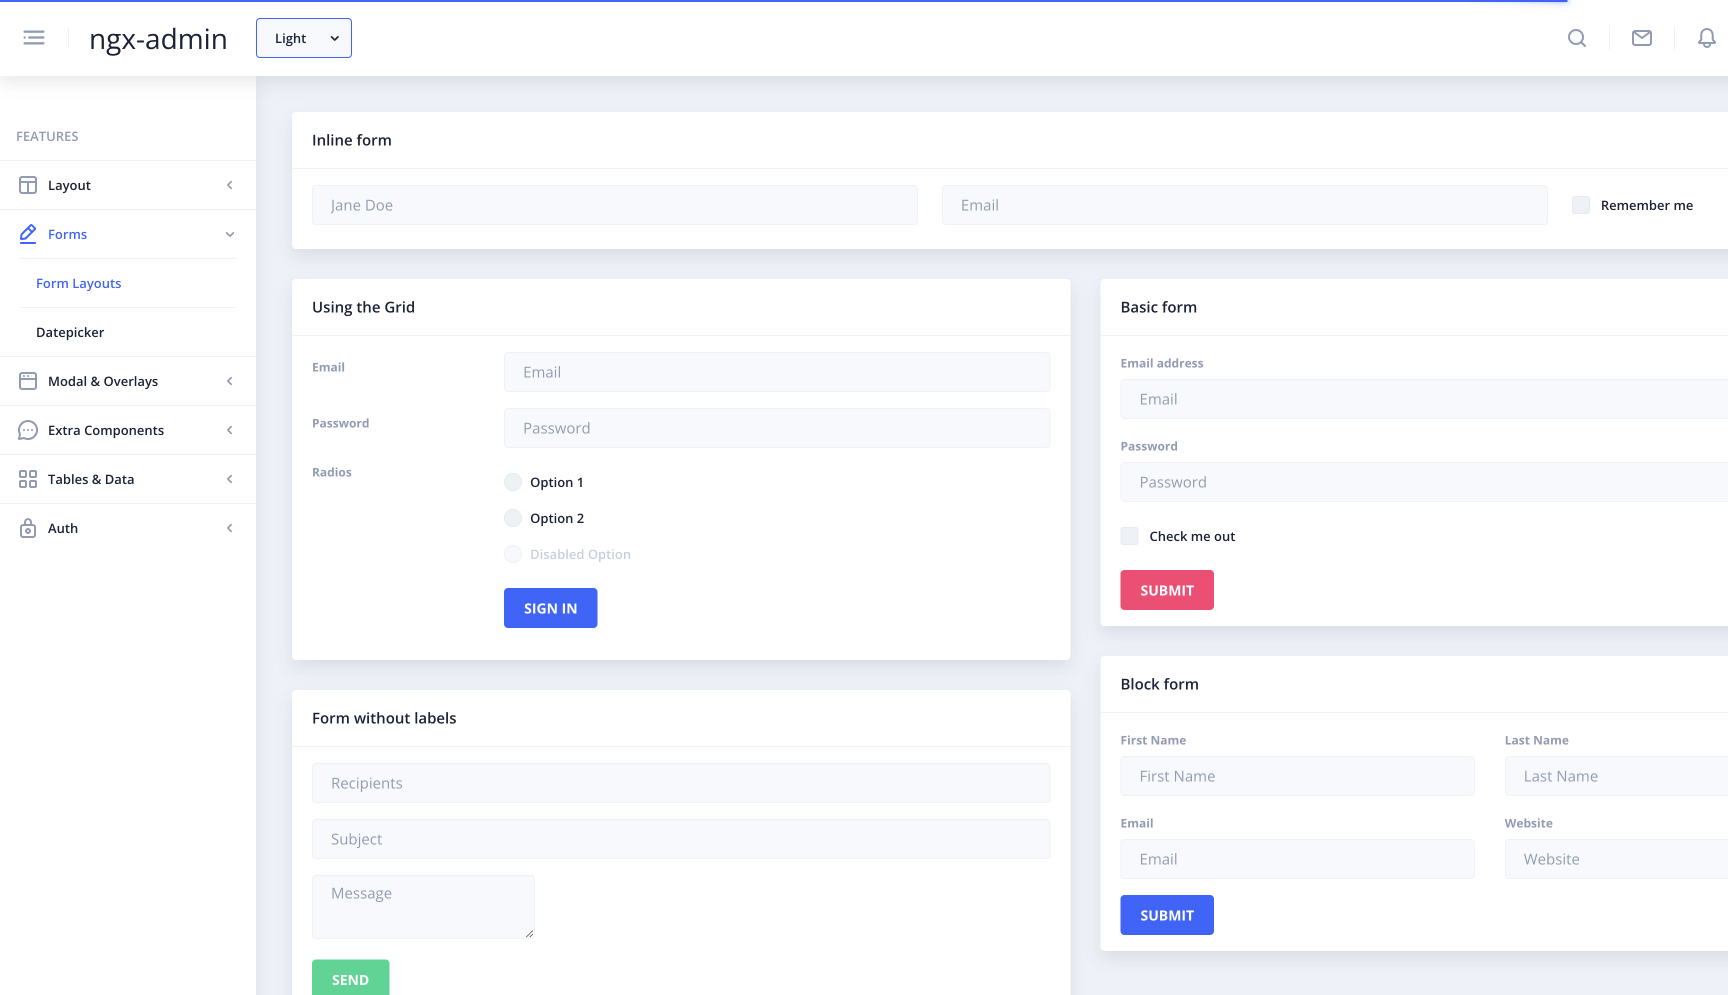 ngx-admin
Light
FEATURES
Layout
Forms
Form Layouts
Datepicker
Modal & Overlays
Extra Components
Tables & Data
Auth
Inline form
Jane Doe
Email
Remember me
Using the Grid
Email
Email
Password
Password
Radios
Option 1
Option 2
Disabled Option
SIGN IN
Form without labels
Recipients
Subject
Message
SEND
Basic form
Email address
Email
Password
Password
Check me out
SUBMIT
Block form
First Name
Last Name
First Name
Last Name
Email
Website
Email
Website
SUBMIT